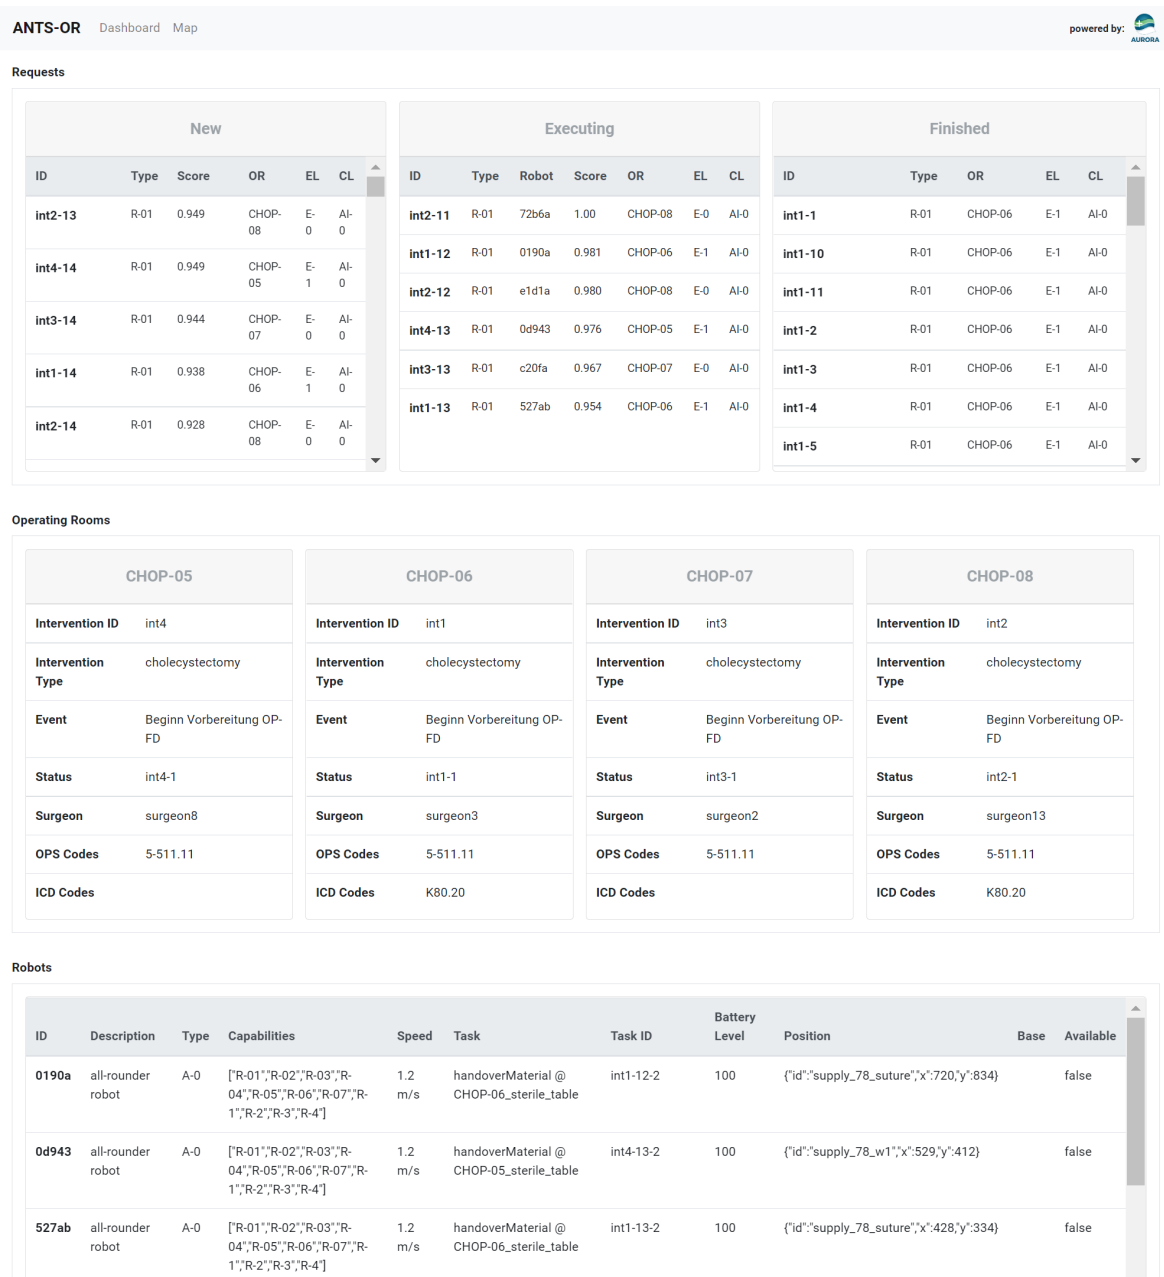 ANTS-OR Dashboard Map powered by: AURORA
Requests
New
ID Type Score OR EL CL
int2-13 R-01 0.949 CHOP-08 E-0 AI-0
int4-14 R-01 0.949 CHOP-05 E-1 AI-0
int3-14 R-01 0.944 CHOP-07 E-0 AI-0
int1-14 R-01 0.938 CHOP-06 E-1 AI-0
int2-14 R-01 0.928 CHOP-08 E-0 AI-0
Executing
ID Type Robot Score OR EL CL
int2-11 R-01 72b6a 1.00 CHOP-08 E-0 AI-0
int1-12 R-01 0190a 0.981 CHOP-06 E-1 AI-0
int2-12 R-01 e1d1a 0.980 CHOP-08 E-0 AI-0
int4-13 R-01 0d943 0.976 CHOP-05 E-1 AI-0
int3-13 R-01 c20fa 0.967 CHOP-07 E-0 AI-0
int1-13 R-01 527ab 0.954 CHOP-06 E-1 AI-0
Finished
ID Type OR EL CL
int1-1 R-01 CHOP-06 E-1 AI-0
int1-10 R-01 CHOP-06 E-1 AI-0
int1-11 R-01 CHOP-06 E-1 AI-0
int1-2 R-01 CHOP-06 E-1 AI-0
int1-3 R-01 CHOP-06 E-1 AI-0
int1-4 R-01 CHOP-06 E-1 AI-0
int1-5 R-01 CHOP-06 E-1 AI-0
Operating Rooms
CHOP-05
Intervention ID int4
Intervention Type cholecystectomy
Event Beginn Vorbereitung OP-FD
Status int4-1
Surgeon surgeon8
OPS Codes 5-511.11
ICD Codes
CHOP-06
Intervention ID int1
Intervention Type cholecystectomy
Event Beginn Vorbereitung OP-FD
Status int1-1
Surgeon surgeon3
OPS Codes 5-511.11
ICD Codes K80.20
CHOP-07
Intervention ID int3
Intervention Type cholecystectomy
Event Beginn Vorbereitung OP-FD
Status int3-1
Surgeon surgeon2
OPS Codes 5-511.11
ICD Codes
CHOP-08
Intervention ID int2
Intervention Type cholecystectomy
Event Beginn Vorbereitung OP-FD
Status int2-1
Surgeon surgeon13
OPS Codes 5-511.11
ICD Codes K80.20
Robots
ID Description Type Capabilities Speed Task Task ID Battery Level Position Base Available
0190a all-rounder robot A-0 ["R-01","R-02","R-03","R-04","R-05","R-06","R-07","R-1","R-2","R-3","R-4"] 1.2 m/s handoverMaterial @ CHOP-06_sterile_table int1-12-2 100 {"id":"supply_78_suture","x":720,"y":834} false
0d943 all-rounder robot A-0 ["R-01","R-02","R-03","R-04","R-05","R-06","R-07","R-1","R-2","R-3","R-4"] 1.2 m/s handoverMaterial @ CHOP-05_sterile_table int4-13-2 100 {"id":"supply_78_w1","x":529,"y":412} false
527ab all-rounder robot A-0 ["R-01","R-02","R-03","R-04","R-05","R-06","R-07","R-1","R-2","R-3","R-4"] 1.2 m/s handoverMaterial @ CHOP-06_sterile_table int1-13-2 100 {"id":"supply_78_suture","x":428,"y":334} false